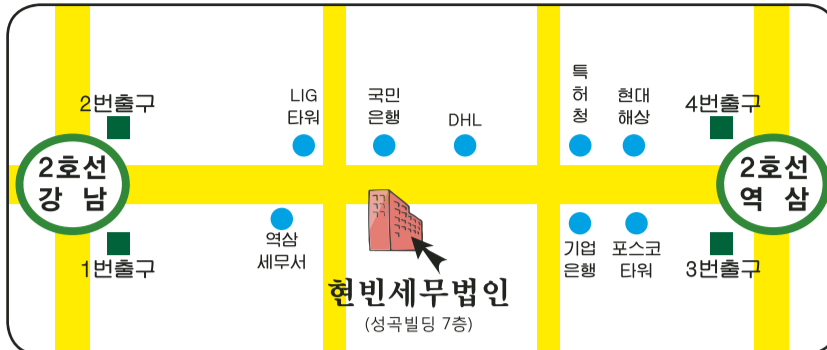 2번출구
LIG
타워
국민
은행
DHL
특
허
청
현대
해상
4번출구
2호선
강 남
2호선
역 삼
역삼
세무서
기업
은행
포스코
타워
1번출구
3번출구
현빈세무법인
(성곡빌딩 7층)